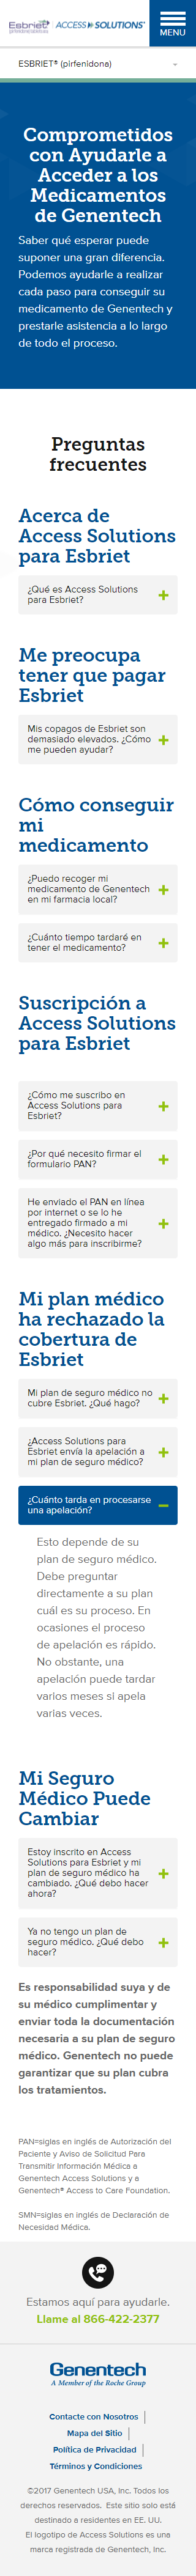 Esbriet
ACCESS SOLUTIONS
MENU
ESBRIET® (pirfenidona)
Comprometidos
con Ayudarle a
Acceder a los
Medicamentos
de Genentech
Saber qué esperar puede
suponer una gran diferencia.
Podemos ayudarle a realizar
cada paso para conseguir su
medicamento de Genentech y
prestarle asistencia a lo largo
de todo el proceso.
Preguntas
frecuentes
Acerca de
Access Solutions
para Esbriet
¿Qué es Access Solutions
para Esbriet?
Me preocupa
tener que pagar
Esbriet
Mis copagos de Esbriet son
demasiado elevados. ¿Cómo
me pueden ayudar?
Cómo conseguir
mi
medicamento
¿Puedo recoger mi
medicamento de Genentech
en mi farmacia local?
¿Cuánto tiempo tardaré en
tener el medicamento?
Suscripción a
Access Solutions
para Esbriet
¿Cómo me suscribo en
Access Solutions para
Esbriet?
¿Por qué necesito firmar el
formulario PAN?
He enviado el PAN en línea
por internet o se lo he
entregado firmado a mi
médico. ¿Necesito hacer
algo más para inscribirme?
Mi plan médico
ha rechazado la
cobertura de
Esbriet
Mi plan de seguro médico no
cubre Esbriet. ¿Qué hago?
¿Access Solutions para
Esbriet envía la apelación a
mi plan de seguro médico?
¿Cuánto tarda en procesarse
una apelación?
Esto depende de su
plan de seguro médico.
Debe preguntar
directamente a su plan
cuál es su proceso. En
ocasiones el proceso
de apelación es rápido.
No obstante, una
apelación puede tardar
varios meses si apela
varias veces.
Mi Seguro
Médico Puede
Cambiar
Estoy inscrito en Access
Solutions para Esbriet y mi
plan de seguro médico ha
cambiado. ¿Qué debo hacer
ahora?
Ya no tengo un plan de
seguro médico. ¿Qué debo
hacer?
Es responsabilidad suya y de
su médico cumplimentar y
enviar toda la documentación
necesaria a su plan de seguro
médico. Genentech no puede
garantizar que su plan cubra
los tratamientos.
PAN=siglas en inglés de Autorización del
Paciente y Aviso de Solicitud Para
Transmitir Información Médica a
Genentech Access Solutions y a
Genentech® Access to Care Foundation.
SMN=siglas en inglés de Declaración de
Necesidad Médica.
Estamos aquí para ayudarle.
Llame al 866-422-2377
Genentech
A Member of the Roche Group
Contacte con Nosotros
Mapa del Sitio
Política de Privacidad
Términos y Condiciones
©2017 Genentech USA, Inc. Todos los
derechos reservados. Este sitio solo está
destinado a residentes en EE. UU.
El logotipo de Access Solutions es una
marca registrada de Genentech, Inc.